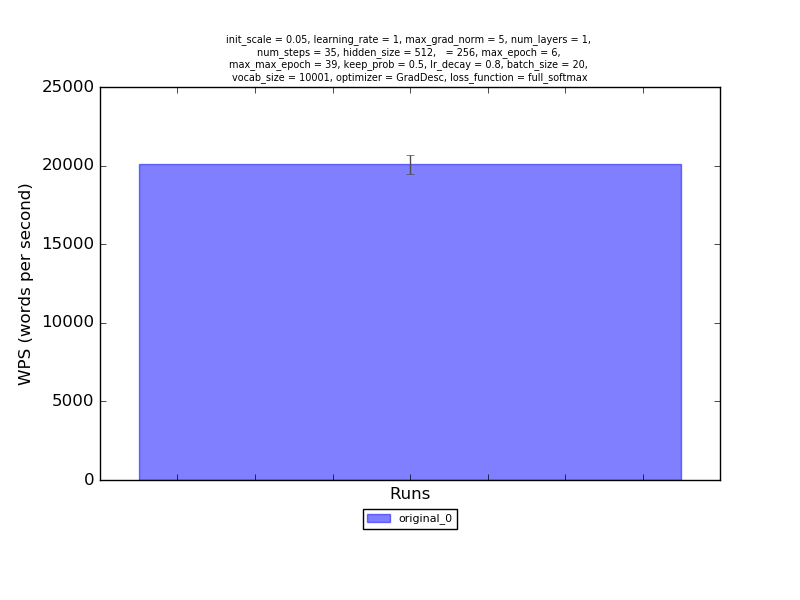 init_scale = 0.05, learning_rate = 1, max_grad_norm = 5, num_layers = 1,
num_steps = 35, hidden_size = 512,   = 256, max_epoch = 6,
max_max_epoch = 39, keep_prob = 0.5, lr_decay = 0.8, batch_size = 20,
vocab_size = 10001, optimizer = GradDesc, loss_function = full_softmax
25000
20000
15000
10000
5000
0
WPS (words per second)
Runs
original_0